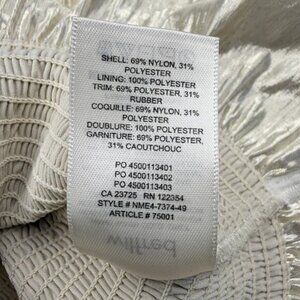 SHELL: 69% NYLON, 31%
POLYESTER
LINING: 100% POLYESTER
TRIM: 69% POLYESTER, 31%
RUBBER
COQUILLE: 69% NYLON, 31%
POLYESTER
DOUBLURE: 100% POLYESTER
GARNITURE: 69% POLYESTER,
31% CAOUTCHOUC
PO 4500113401
PO 4500113402
PO 4500113403
CA 23725 RN 122354
STYLE # NME4-7374-49
ARTICLE # 75001
wilfred